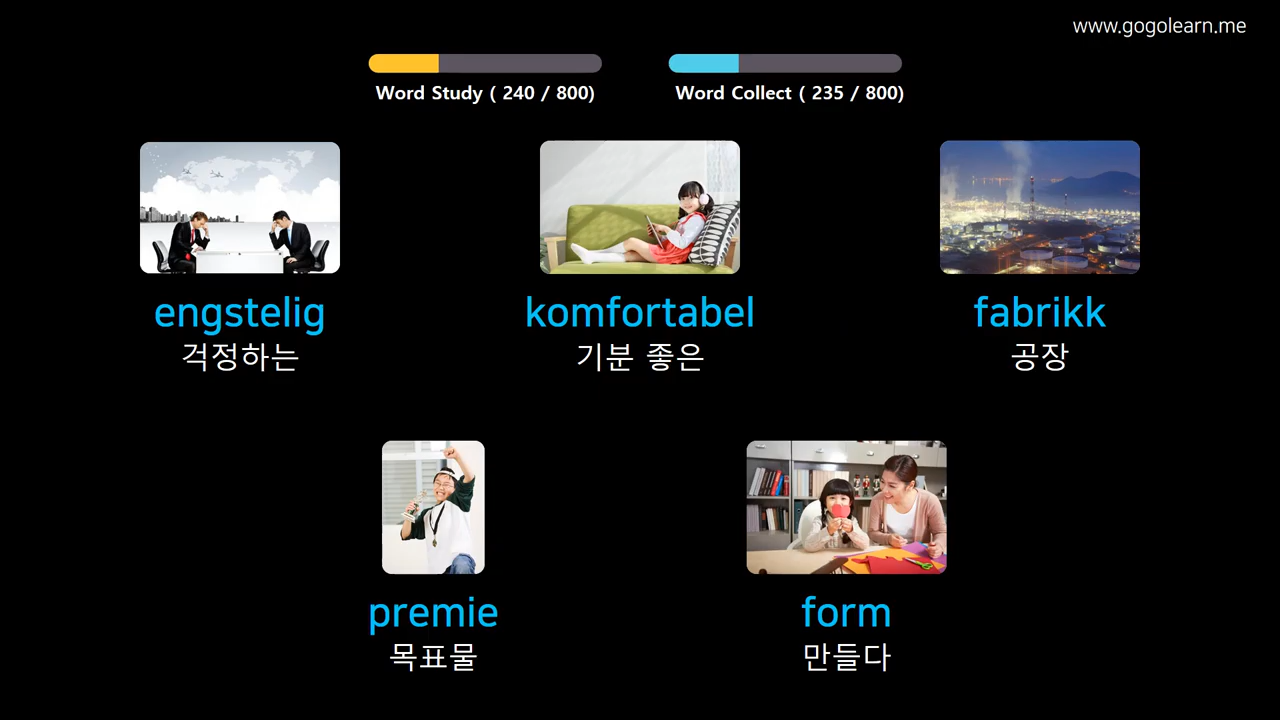 www.gogolearn.me
Word Study ( 240 / 800)
Word Collect ( 235 / 800)
engstelig
걱정하는
komfortabel
기분 좋은
fabrikk
공장
premie
목표물
form
만들다